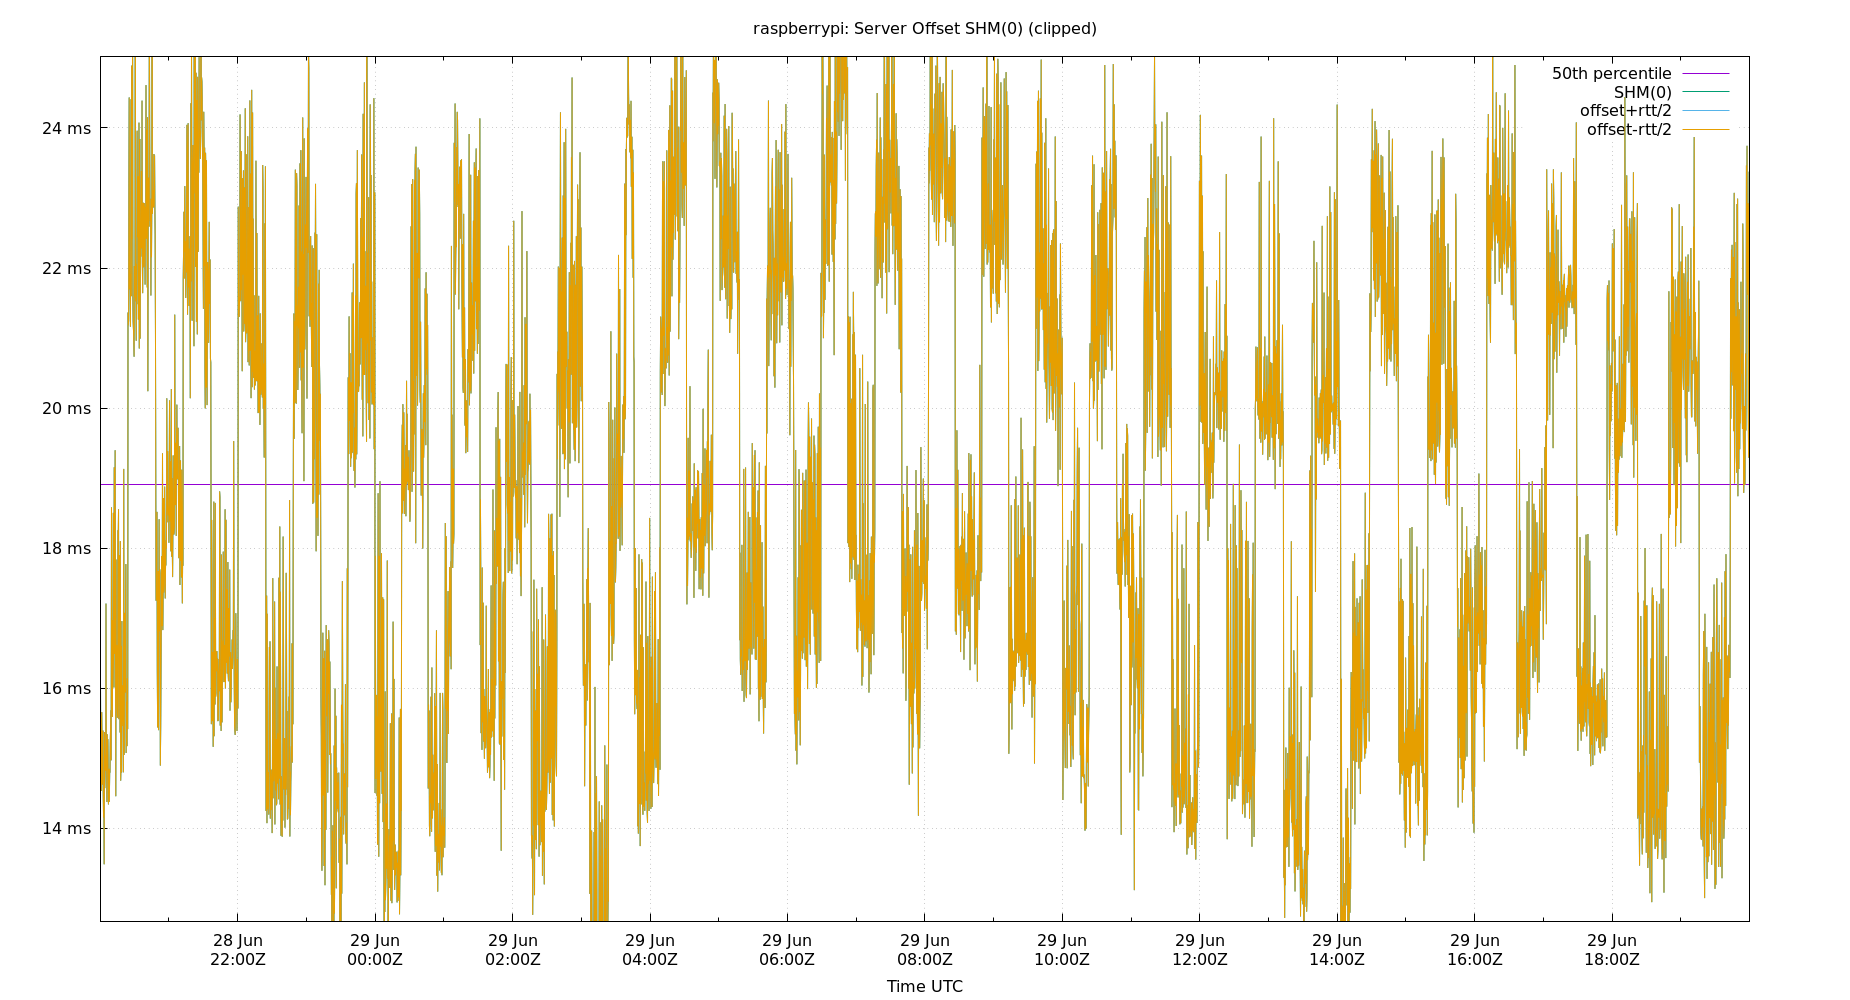 raspberrypi: Server Offset SHM(0) (clipped)
50th percentile
SHM(0)
offset+rtt/2
offset-rtt/2
24 ms
22 ms
20 ms
18 ms
16 ms
14 ms
28 Jun 29 Jun 29 Jun 29 Jun 29 Jun 29 Jun 29 Jun 29 Jun 29 Jun 29 Jun 29 Jun
22:00Z 00:00Z 02:00Z 04:00Z 06:00Z 08:00Z 10:00Z 12:00Z 14:00Z 16:00Z 18:00Z
Time UTC